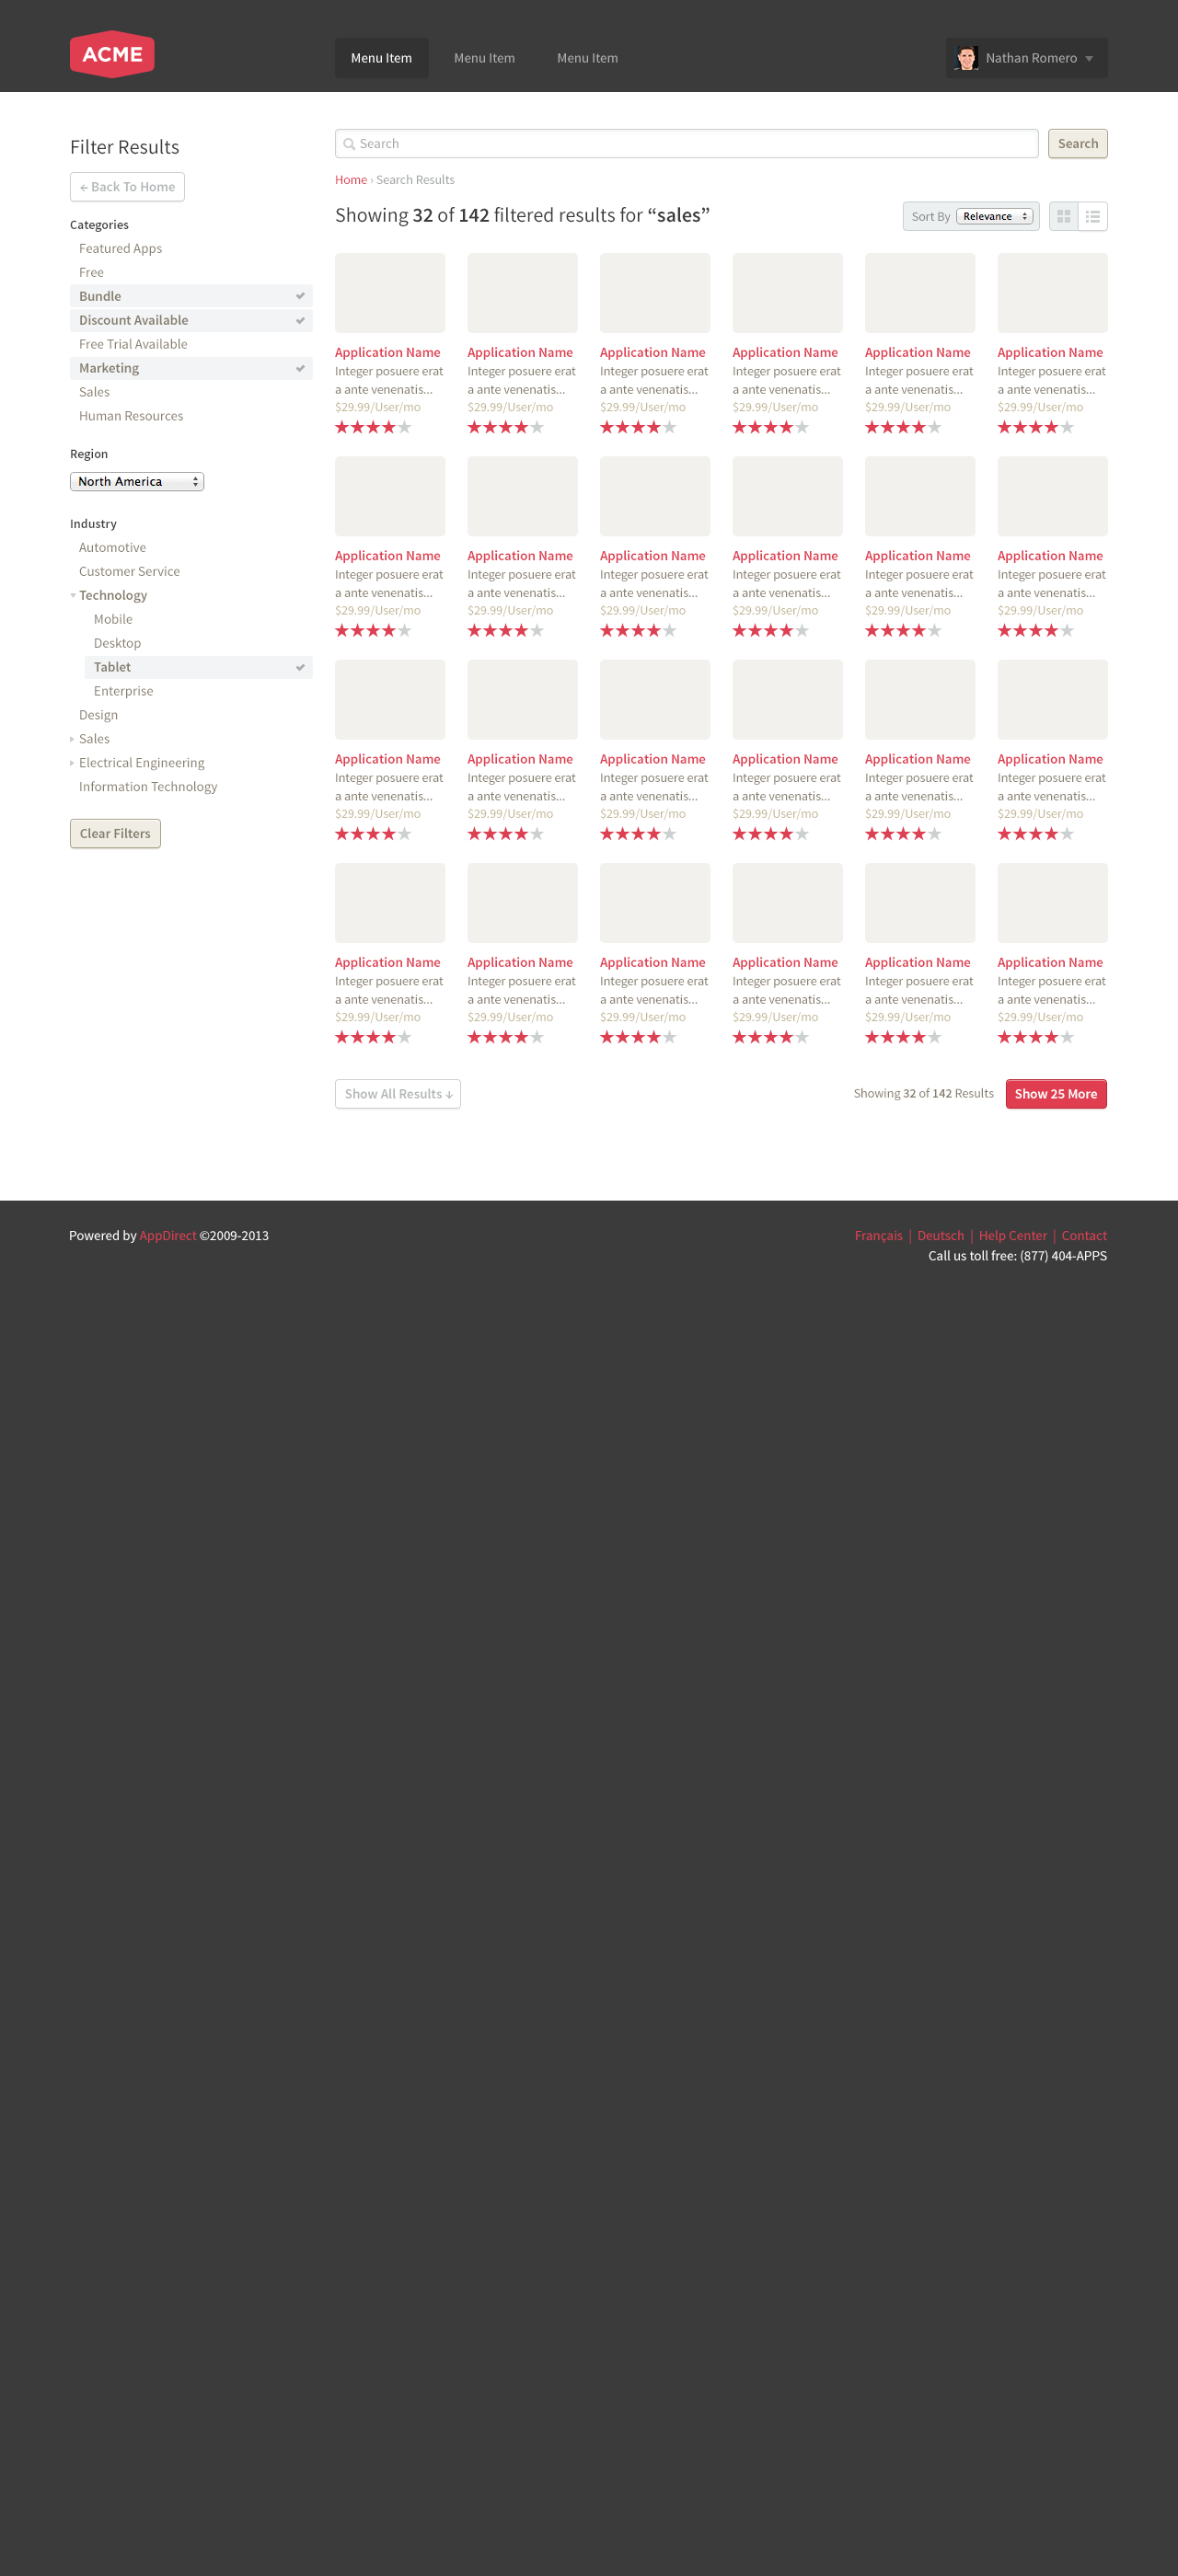 ACME
Menu Item Menu Item Menu Item
Nathan Romero
Filter Results
← Back To Home
Categories
Featured Apps
Free
Bundle
Discount Available
Free Trial Available
Marketing
Sales
Human Resources
Region
North America
Industry
Automotive
Customer Service
Technology
Mobile
Desktop
Tablet
Enterprise
Design
Sales
Electrical Engineering
Information Technology
Clear Filters
Search Search
Home › Search Results
Showing 32 of 142 filtered results for “sales”
Sort By Relevance
Application Name Application Name Application Name Application Name Application Name Application Name
Integer posuere erat Integer posuere erat Integer posuere erat Integer posuere erat Integer posuere erat Integer posuere erat
a ante venenatis... a ante venenatis... a ante venenatis... a ante venenatis... a ante venenatis... a ante venenatis...
$29.99/User/mo $29.99/User/mo $29.99/User/mo $29.99/User/mo $29.99/User/mo $29.99/User/mo
Application Name Application Name Application Name Application Name Application Name Application Name
Integer posuere erat Integer posuere erat Integer posuere erat Integer posuere erat Integer posuere erat Integer posuere erat
a ante venenatis... a ante venenatis... a ante venenatis... a ante venenatis... a ante venenatis... a ante venenatis...
$29.99/User/mo $29.99/User/mo $29.99/User/mo $29.99/User/mo $29.99/User/mo $29.99/User/mo
Application Name Application Name Application Name Application Name Application Name Application Name
Integer posuere erat Integer posuere erat Integer posuere erat Integer posuere erat Integer posuere erat Integer posuere erat
a ante venenatis... a ante venenatis... a ante venenatis... a ante venenatis... a ante venenatis... a ante venenatis...
$29.99/User/mo $29.99/User/mo $29.99/User/mo $29.99/User/mo $29.99/User/mo $29.99/User/mo
Application Name Application Name Application Name Application Name Application Name Application Name
Integer posuere erat Integer posuere erat Integer posuere erat Integer posuere erat Integer posuere erat Integer posuere erat
a ante venenatis... a ante venenatis... a ante venenatis... a ante venenatis... a ante venenatis... a ante venenatis...
$29.99/User/mo $29.99/User/mo $29.99/User/mo $29.99/User/mo $29.99/User/mo $29.99/User/mo
Show All Results ↓ Showing 32 of 142 Results Show 25 More
Powered by AppDirect ©2009-2013
Français | Deutsch | Help Center | Contact
Call us toll free: (877) 404-APPS